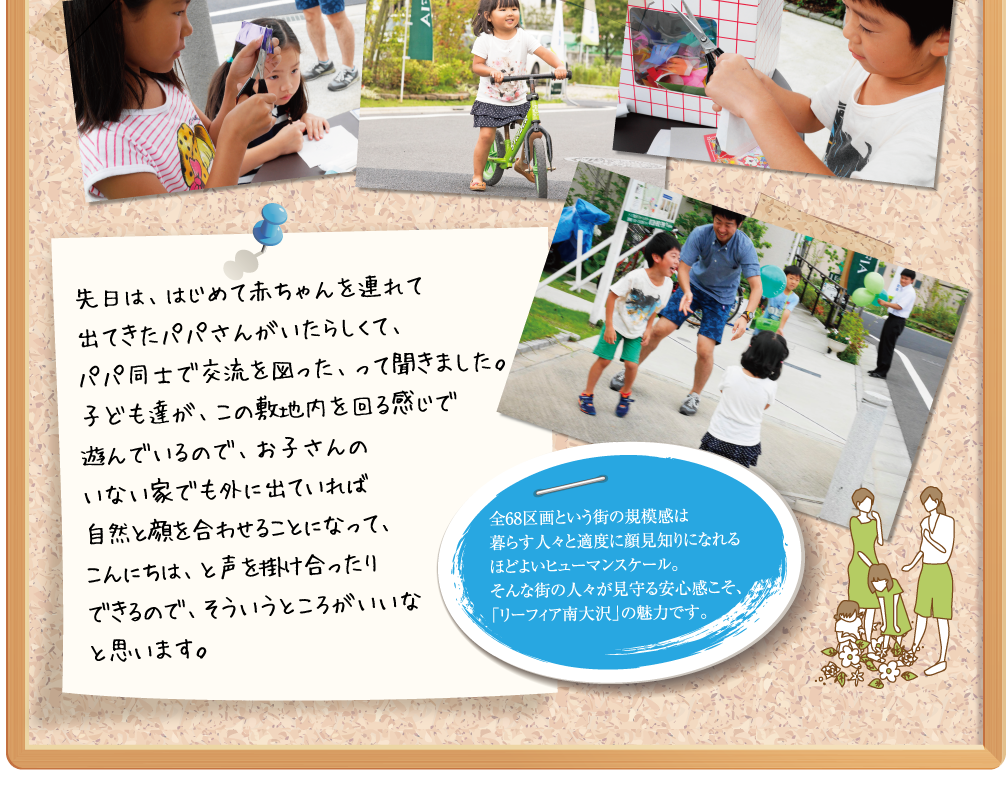 FIA
FIA
先日は、はじめて赤ちゃんを連れて
出てきたパパさんがいたらしくて、
パパ同士で交流を図った、って聞きました。
子ども達が、この敷地内を回る感じで
遊んでいるので、お子さんの
いない家でも外に出ていれば
自然と顔を合わせることになって、
こんにちは、と声を掛け合ったり
できるので、そういうところがいいな
と思います。
全68区画という街の規模感は
暮らす人々と適度に顔見知りになれる
ほどよいヒューマンスケール。
そんな街の人々が見守る安心感こそ、
「リーフィア南大沢」の魅力です。